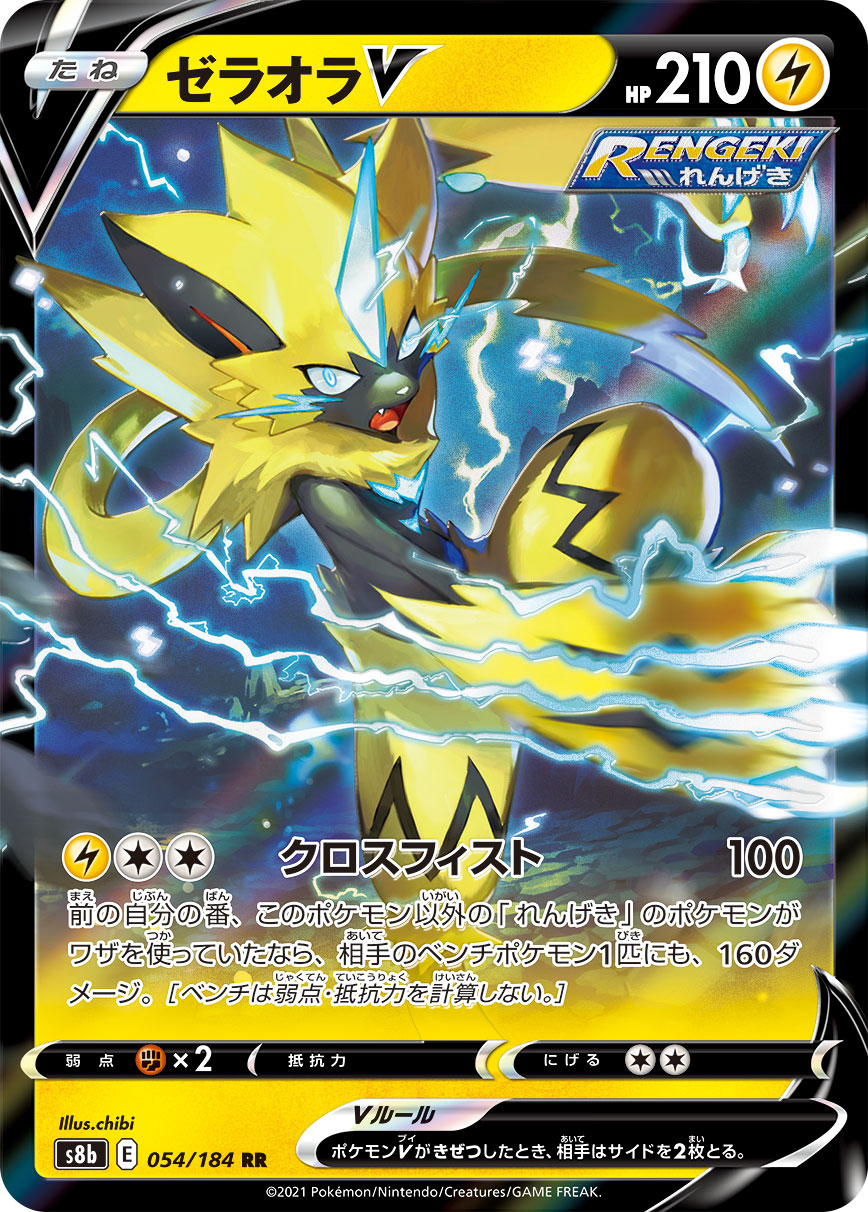 たね
ゼラオラV
HP 210
RENGEKI
れんげき
クロスフィスト 100
前の自分の番、このポケモン以外の「れんげき」のポケモンが
ワザを使っていたなら、相手のベンチポケモン1匹にも、160ダ
メージ。[ベンチは弱点・抵抗力を計算しない。]
弱点 ×2 抵抗力 にげる
Illus.chibi
Vルール
ポケモンVがきぜつしたとき、相手はサイドを2枚とる。
s8b E 054/184 RR
©2021 Pokémon/Nintendo/Creatures/GAME FREAK.